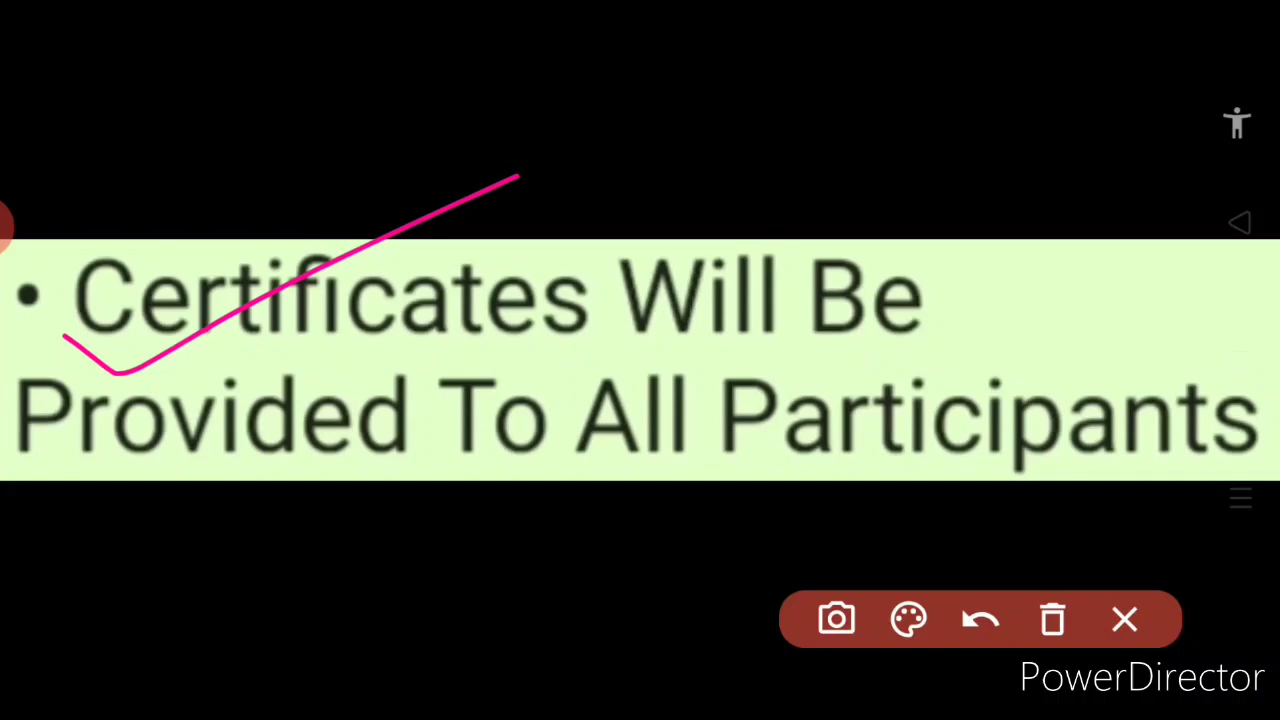 • Certificates Will Be
Provided To All Participants
PowerDirector